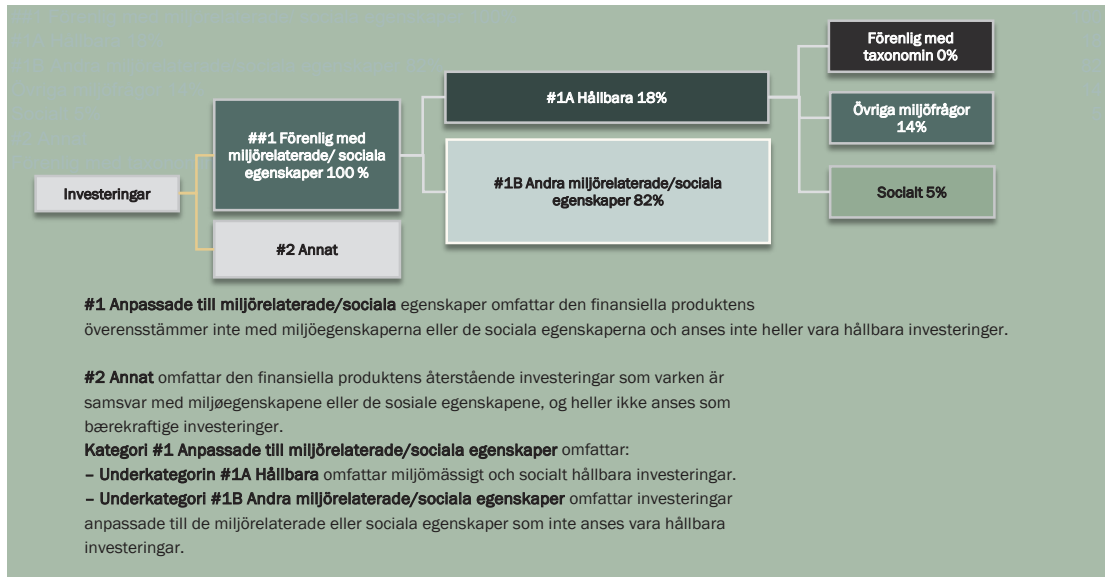 Förenlig med
taxonomin 0%
#1A Hållbara 18%
Övriga miljöfrågor
14%
##1 Förenlig med
miljörelaterade/ sociala
egenskaper 100 %
#1B Andra miljörelaterade/sociala
egenskaper 82%
Socialt 5%
Investeringar
#2 Annat
#1 Anpassade till miljörelaterade/sociala egenskaper omfattar den finansiella produktens
överensstämmer inte med miljöegenskaperna eller de sociala egenskaperna och anses inte heller vara hållbara investeringer.
#2 Annat omfattar den finansiella produktens återstående investeringar som varken är
samsvar med miljøegenskapene eller de sosiale egenskapene, og heller ikke anses som
bærekraftige investeringer.
Kategori #1 Anpassade till miljörelaterade/sociala egenskaper omfattar:
– Underkategorin #1A Hållbara omfattar miljömässigt och socialt hållbara investeringar.
– Underkategori #1B Andra miljörelaterade/sociala egenskaper omfattar investeringar
anpassade till de miljörelaterade eller sociala egenskaper som inte anses vara hållbara
investeringar.